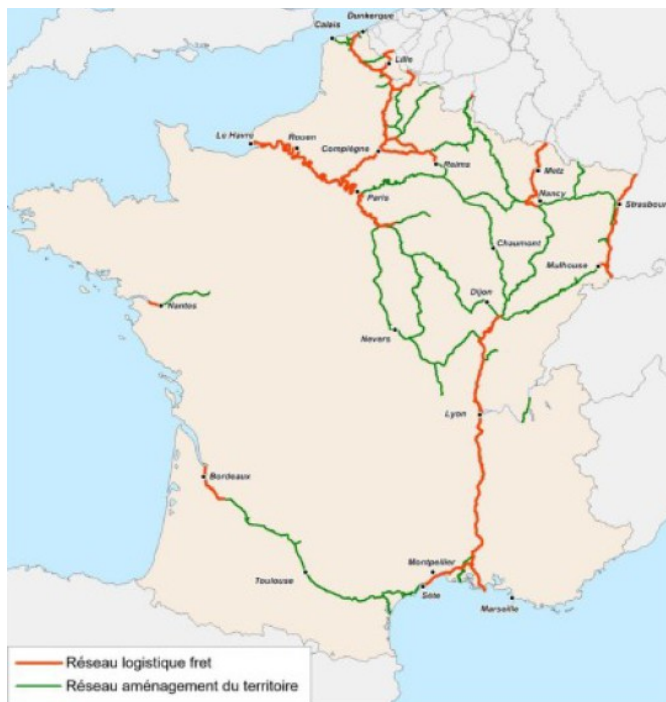 Dunkerque
Calais
Lille
Le Havre
Rouen
Compiègne
Reims
Metz
Paris
Nancy
Strasbour
Chaumont
Mulhouse
Dijon
Nantes
Nevers
Lyon
Bordeaux
Toulouse
Montpellier
Sète
Marseille
Réseau logistique fret
Réseau aménagement du territoire